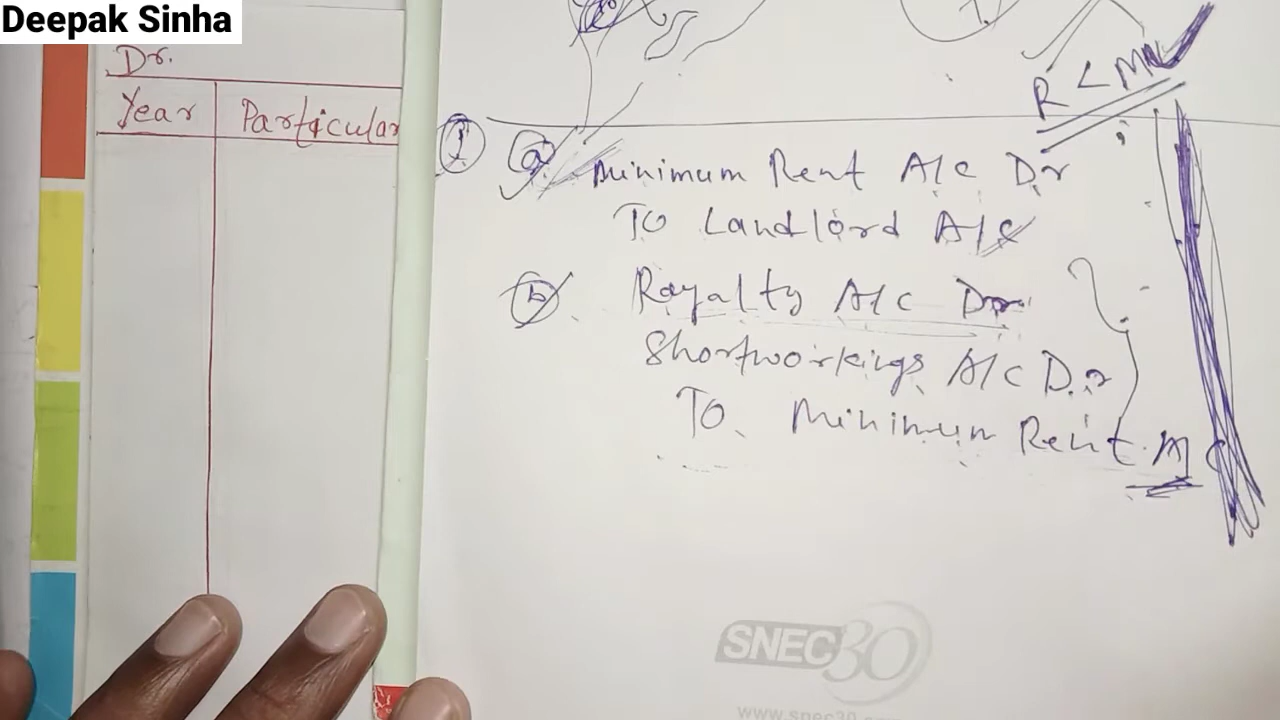 Deepak Sinha
Dr.
Year Particular
R < MR
① ⓐ Minimum Rent A/c Dr
To Landlord A/c
ⓑ Royalty A/c Dr
Shortworkings A/c Dr
To Minimum Rent A/c
SNEC30